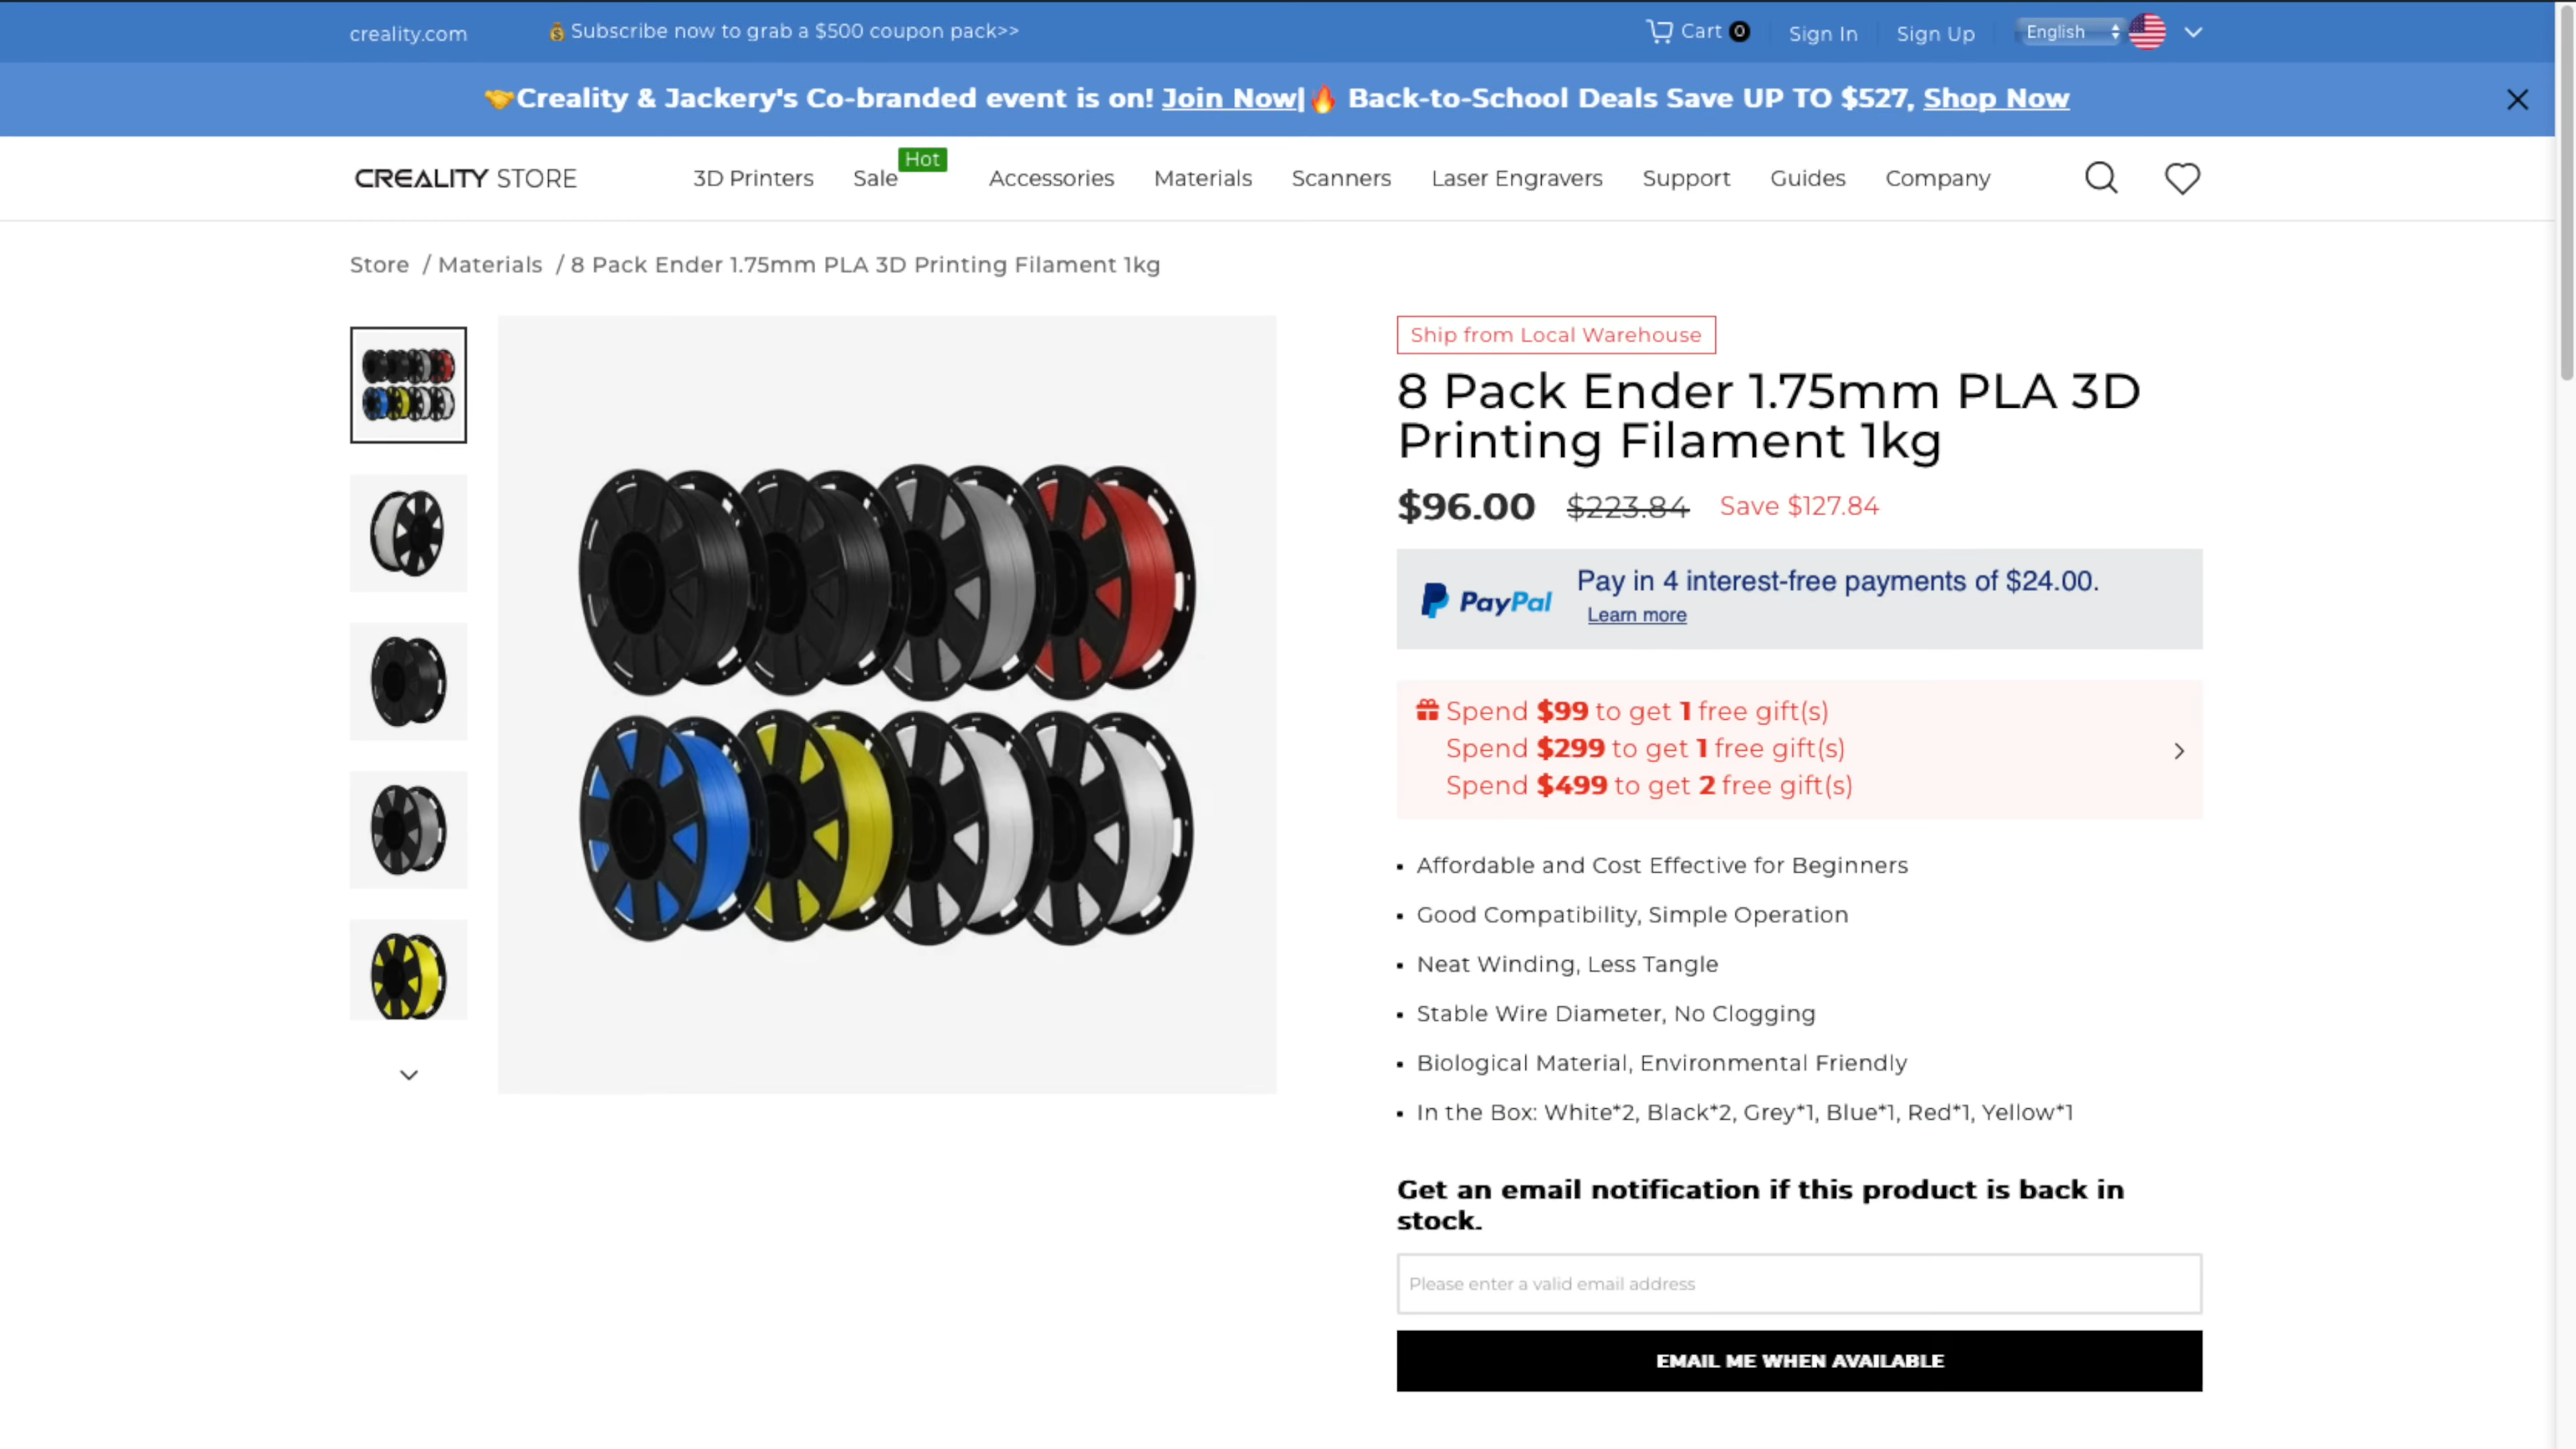 creality.com
Subscribe now to grab a $500 coupon pack>>
Cart 0
Sign In
Sign Up
English
Creality & Jackery's Co-branded event is on! Join Now| Back-to-School Deals Save UP TO $527, Shop Now
CREALITY STORE
3D Printers
Sale
Hot
Accessories
Materials
Scanners
Laser Engravers
Support
Guides
Company
Store / Materials / 8 Pack Ender 1.75mm PLA 3D Printing Filament 1kg
Ship from Local Warehouse
8 Pack Ender 1.75mm PLA 3D
Printing Filament 1kg
$96.00 $223.84 Save $127.84
PayPal
Pay in 4 interest-free payments of $24.00.
Learn more
Spend $99 to get 1 free gift(s)
Spend $299 to get 1 free gift(s)
Spend $499 to get 2 free gift(s)
Affordable and Cost Effective for Beginners
Good Compatibility, Simple Operation
Neat Winding, Less Tangle
Stable Wire Diameter, No Clogging
Biological Material, Environmental Friendly
In the Box: White*2, Black*2, Grey*1, Blue*1, Red*1, Yellow*1
Get an email notification if this product is back in
stock.
Please enter a valid email address
EMAIL ME WHEN AVAILABLE